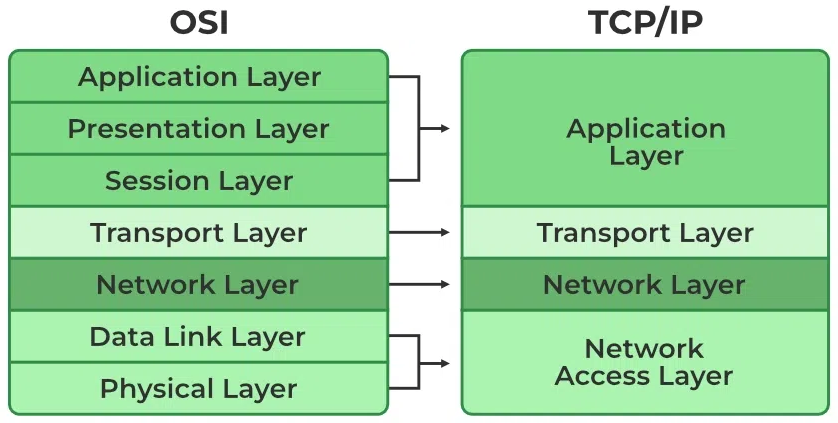 OSI
Application Layer
Presentation Layer
Session Layer
Transport Layer
Network Layer
Data Link Layer
Physical Layer
TCP/IP
Application
Layer
Transport Layer
Network Layer
Network
Access Layer